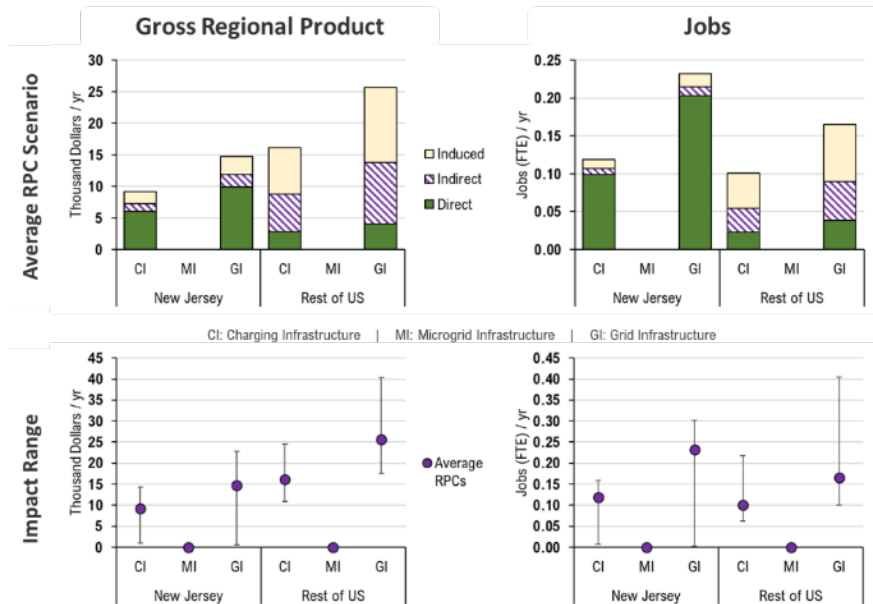 Gross Regional Product
Jobs
Average RPC Scenario
Thousand Dollars / yr
30
25
20
15
10
5
0
CI MI GI CI MI GI
New Jersey Rest of US
Induced
Indirect
Direct
Jobs (FTE) / yr
0.25
0.20
0.15
0.10
0.05
0.00
CI MI GI CI MI GI
New Jersey Rest of US
CI: Charging Infrastructure | MI: Microgrid Infrastructure | GI: Grid Infrastructure
Impact Range
Thousand Dollars / yr
45
40
35
30
25
20
15
10
5
0
CI MI GI CI MI GI
New Jersey Rest of US
Average
RPCs
Jobs (FTE) / yr
0.45
0.40
0.35
0.30
0.25
0.20
0.15
0.10
0.05
0.00
CI MI GI CI MI GI
New Jersey Rest of US